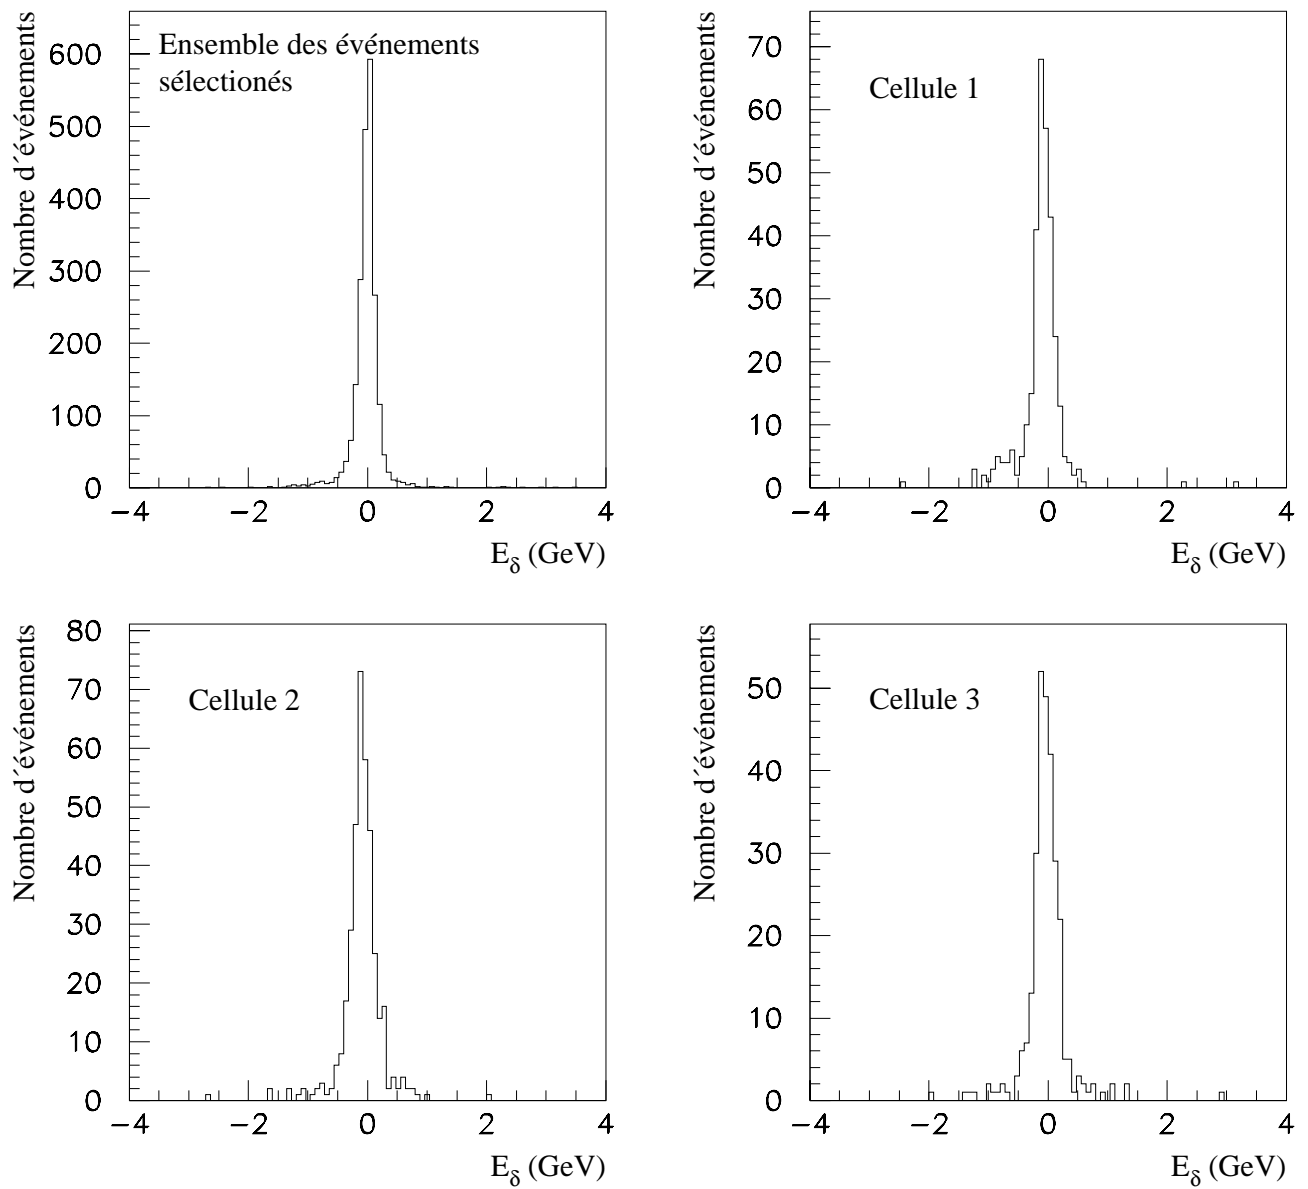 Nombre d´événements
600
500
400
300
200
100
0
Ensemble des événements
sélectionés
−4 −2 0 2 4
E_δ (GeV)
Nombre d´événements
70
60
50
40
30
20
10
0
Cellule 1
−4 −2 0 2 4
E_δ (GeV)
Nombre d´événements
80
70
60
50
40
30
20
10
0
Cellule 2
−4 −2 0 2 4
E_δ (GeV)
Nombre d´événements
50
40
30
20
10
0
Cellule 3
−4 −2 0 2 4
E_δ (GeV)